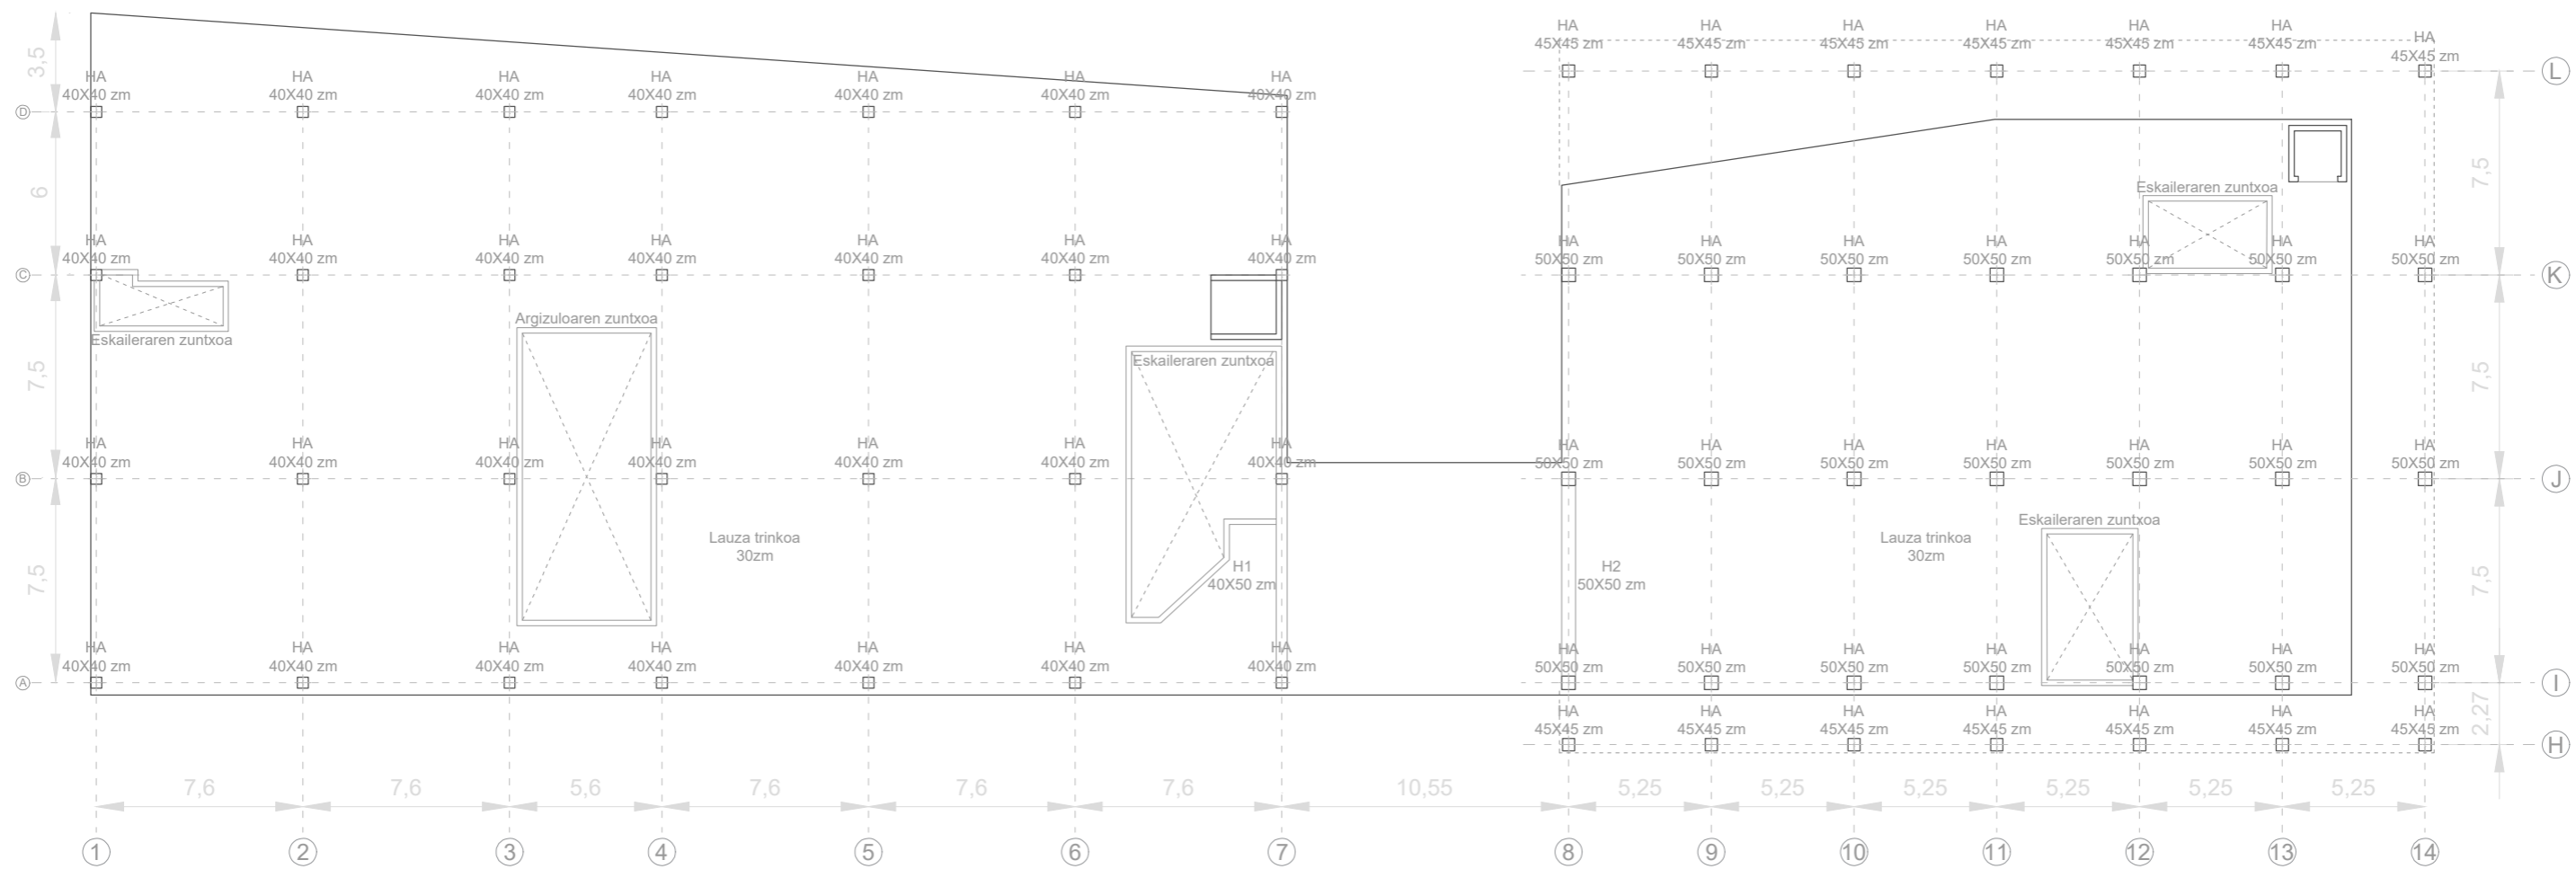 HA
45X45 zm
HA
45X45 zm
HA
45X45 zm
HA
45X45 zm
HA
45X45 zm
HA
45X45 zm
HA
45X45 zm
L
3,5
HA
40X40 zm
HA
40X40 zm
HA
40X40 zm
HA
40X40 zm
HA
40X40 zm
HA
40X40 zm
HA
40X40 zm
D
7,5
6
Eskaileraren zuntxoa
HA
40X40 zm
HA
40X40 zm
HA
40X40 zm
HA
40X40 zm
HA
40X40 zm
HA
40X40 zm
HA
40X40 zm
HA
50X50 zm
HA
50X50 zm
HA
50X50 zm
HA
50X50 zm
HA
50X50 zm
HA
50X50 zm
HA
50X50 zm
C
K
Argizuloaren zuntxoa
Eskaileraren zuntxoa
Eskaileraren zuntxoa
7,5
7,5
HA
40X40 zm
HA
40X40 zm
HA
40X40 zm
HA
40X40 zm
HA
40X40 zm
HA
40X40 zm
HA
40X40 zm
HA
50X50 zm
HA
50X50 zm
HA
50X50 zm
HA
50X50 zm
HA
50X50 zm
HA
50X50 zm
HA
50X50 zm
B
J
Eskaileraren zuntxoa
Lauza trinkoa
30zm
H1
40X50 zm
H2
50X50 zm
Lauza trinkoa
30zm
7,5
7,5
HA
40X40 zm
HA
40X40 zm
HA
40X40 zm
HA
40X40 zm
HA
40X40 zm
HA
40X40 zm
HA
40X40 zm
HA
50X50 zm
HA
50X50 zm
HA
50X50 zm
HA
50X50 zm
HA
50X50 zm
HA
50X50 zm
HA
50X50 zm
A
I
2,27
HA
45X45 zm
HA
45X45 zm
HA
45X45 zm
HA
45X45 zm
HA
45X45 zm
HA
45X45 zm
HA
45X45 zm
H
7,6
7,6
5,6
7,6
7,6
7,6
10,55
5,25
5,25
5,25
5,25
5,25
5,25
1
2
3
4
5
6
7
8
9
10
11
12
13
14